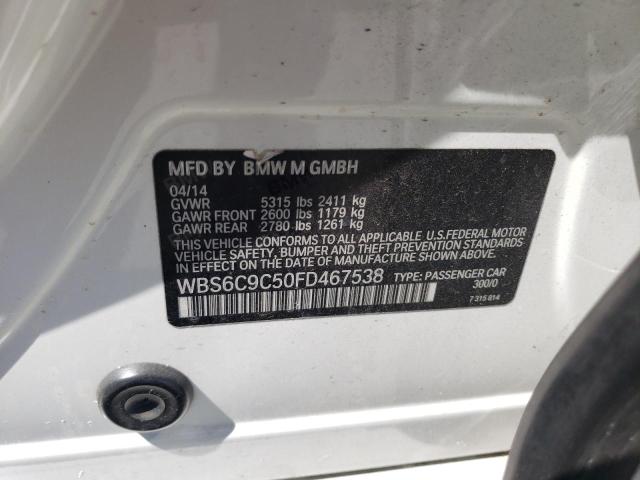 MFD BY BMW M GMBH
04/14
GVWR 5315 lbs 2411 kg
GAWR FRONT 2600 lbs 1179 kg
GAWR REAR 2780 lbs 1261 kg
THIS VEHICLE CONFORMS TO ALL APPLICABLE U.S.FEDERAL MOTOR
VEHICLE SAFETY, BUMPER AND THEFT PREVENTION STANDARDS
IN EFFECT ON THE DATE OF MANUFACTURE SHOWN ABOVE.
WBS6C9C50FD467538 TYPE: PASSENGER CAR
300/0
7 315 814